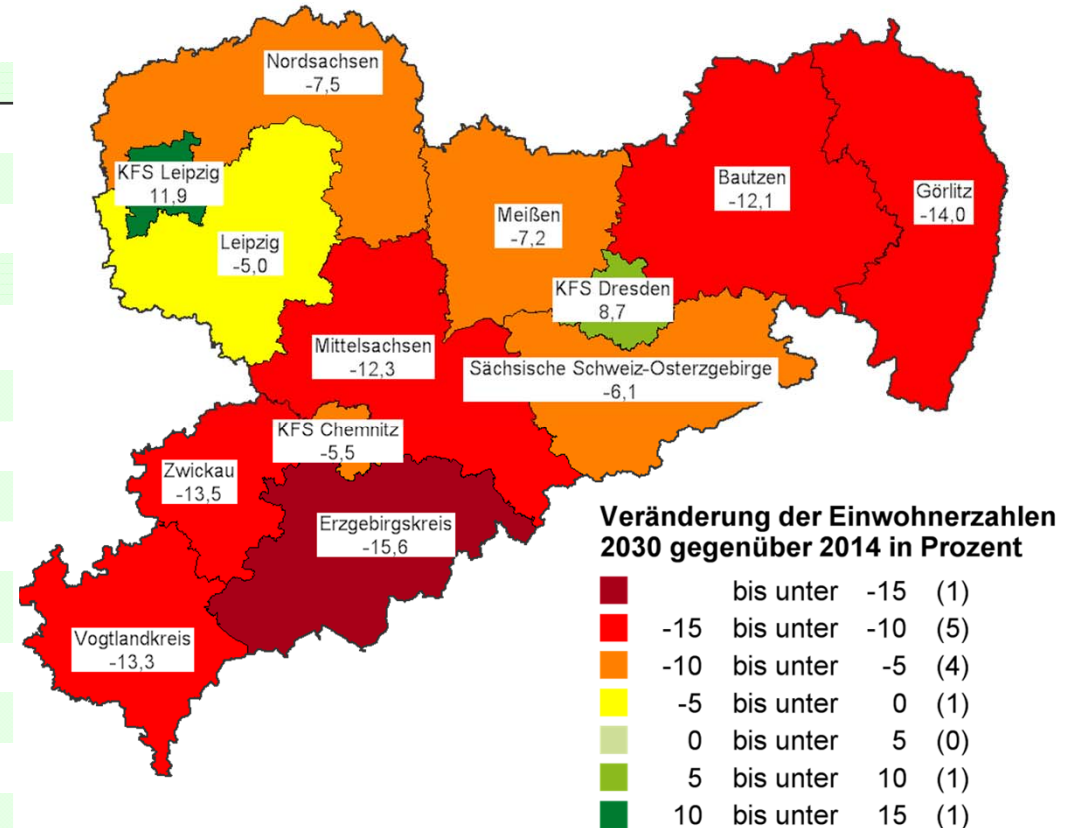 Nordsachsen
-7,5
KFS Leipzig
11,9
Leipzig
-5,0
Meißen
-7,2
Bautzen
-12,1
Görlitz
-14,0
KFS Dresden
8,7
Mittelsachsen
-12,3
Sächsische Schweiz-Osterzgebirge
-6,1
KFS Chemnitz
-5,5
Zwickau
-13,5
Erzgebirgskreis
-15,6
Vogtlandkreis
-13,3
Veränderung der Einwohnerzahlen
2030 gegenüber 2014 in Prozent
bis unter -15 (1)
-15 bis unter -10 (5)
-10 bis unter -5 (4)
-5 bis unter 0 (1)
0 bis unter 5 (0)
5 bis unter 10 (1)
10 bis unter 15 (1)